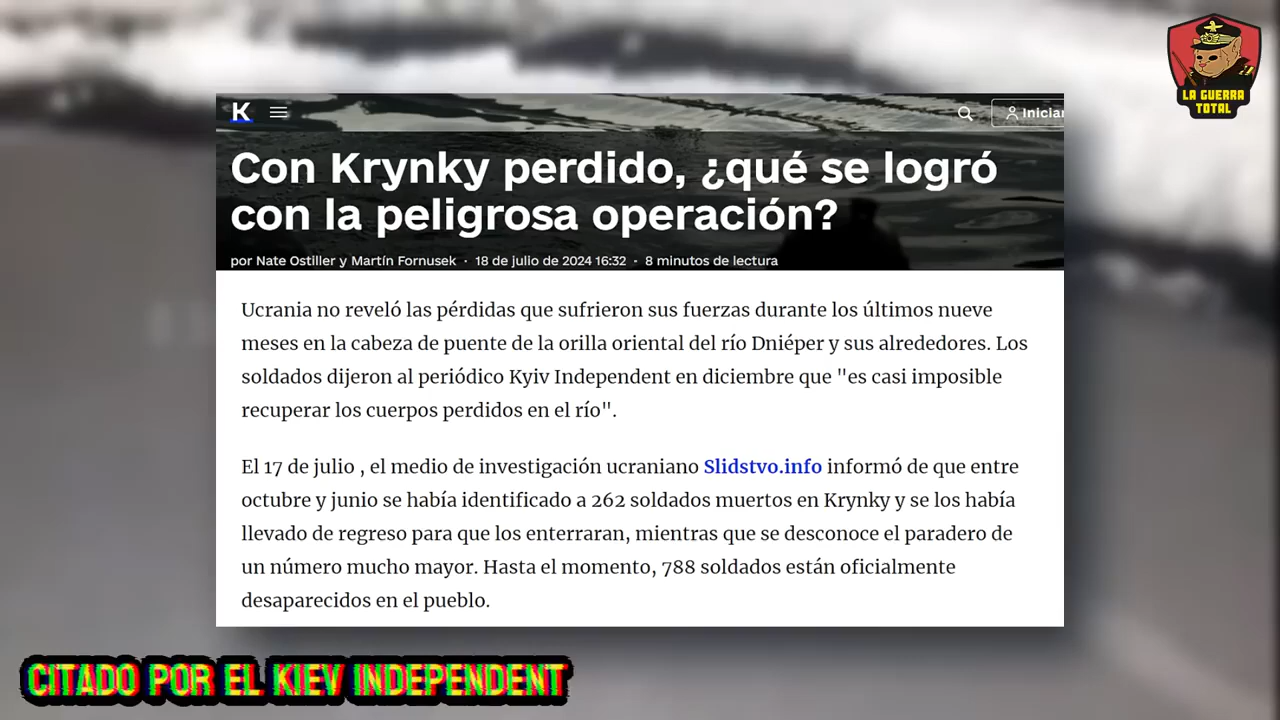 LA GUERRA
TOTAL
K
Iniciar
Con Krynky perdido, ¿qué se logró
con la peligrosa operación?
por Nate Ostiller y Martín Fornusek · 18 de julio de 2024 16:32 · 8 minutos de lectura
Ucrania no reveló las pérdidas que sufrieron sus fuerzas durante los últimos nueve
meses en la cabeza de puente de la orilla oriental del río Dniéper y sus alrededores. Los
soldados dijeron al periódico Kyiv Independent en diciembre que "es casi imposible
recuperar los cuerpos perdidos en el río".
El 17 de julio , el medio de investigación ucraniano Slidstvo.info informó de que entre
octubre y junio se había identificado a 262 soldados muertos en Krynky y se los había
llevado de regreso para que los enterraran, mientras que se desconoce el paradero de
un número mucho mayor. Hasta el momento, 788 soldados están oficialmente
desaparecidos en el pueblo.
CITADO POR EL KIEV INDEPENDENT